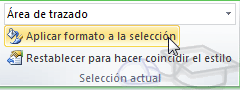 Área de trazado
Aplicar formato a la selección
Restablecer para hacer coincidir el estilo
Selección actual